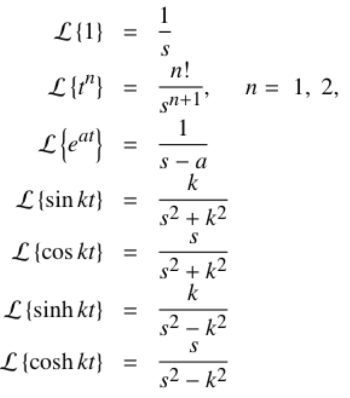 ℒ{1} = 1/s
ℒ{tⁿ} = n!/sⁿ⁺¹, n = 1, 2,
ℒ{eᵃᵗ} = 1/(s − a)
ℒ{sin kt} = k/(s² + k²)
ℒ{cos kt} = s/(s² + k²)
ℒ{sinh kt} = k/(s² − k²)
ℒ{cosh kt} = s/(s² − k²)